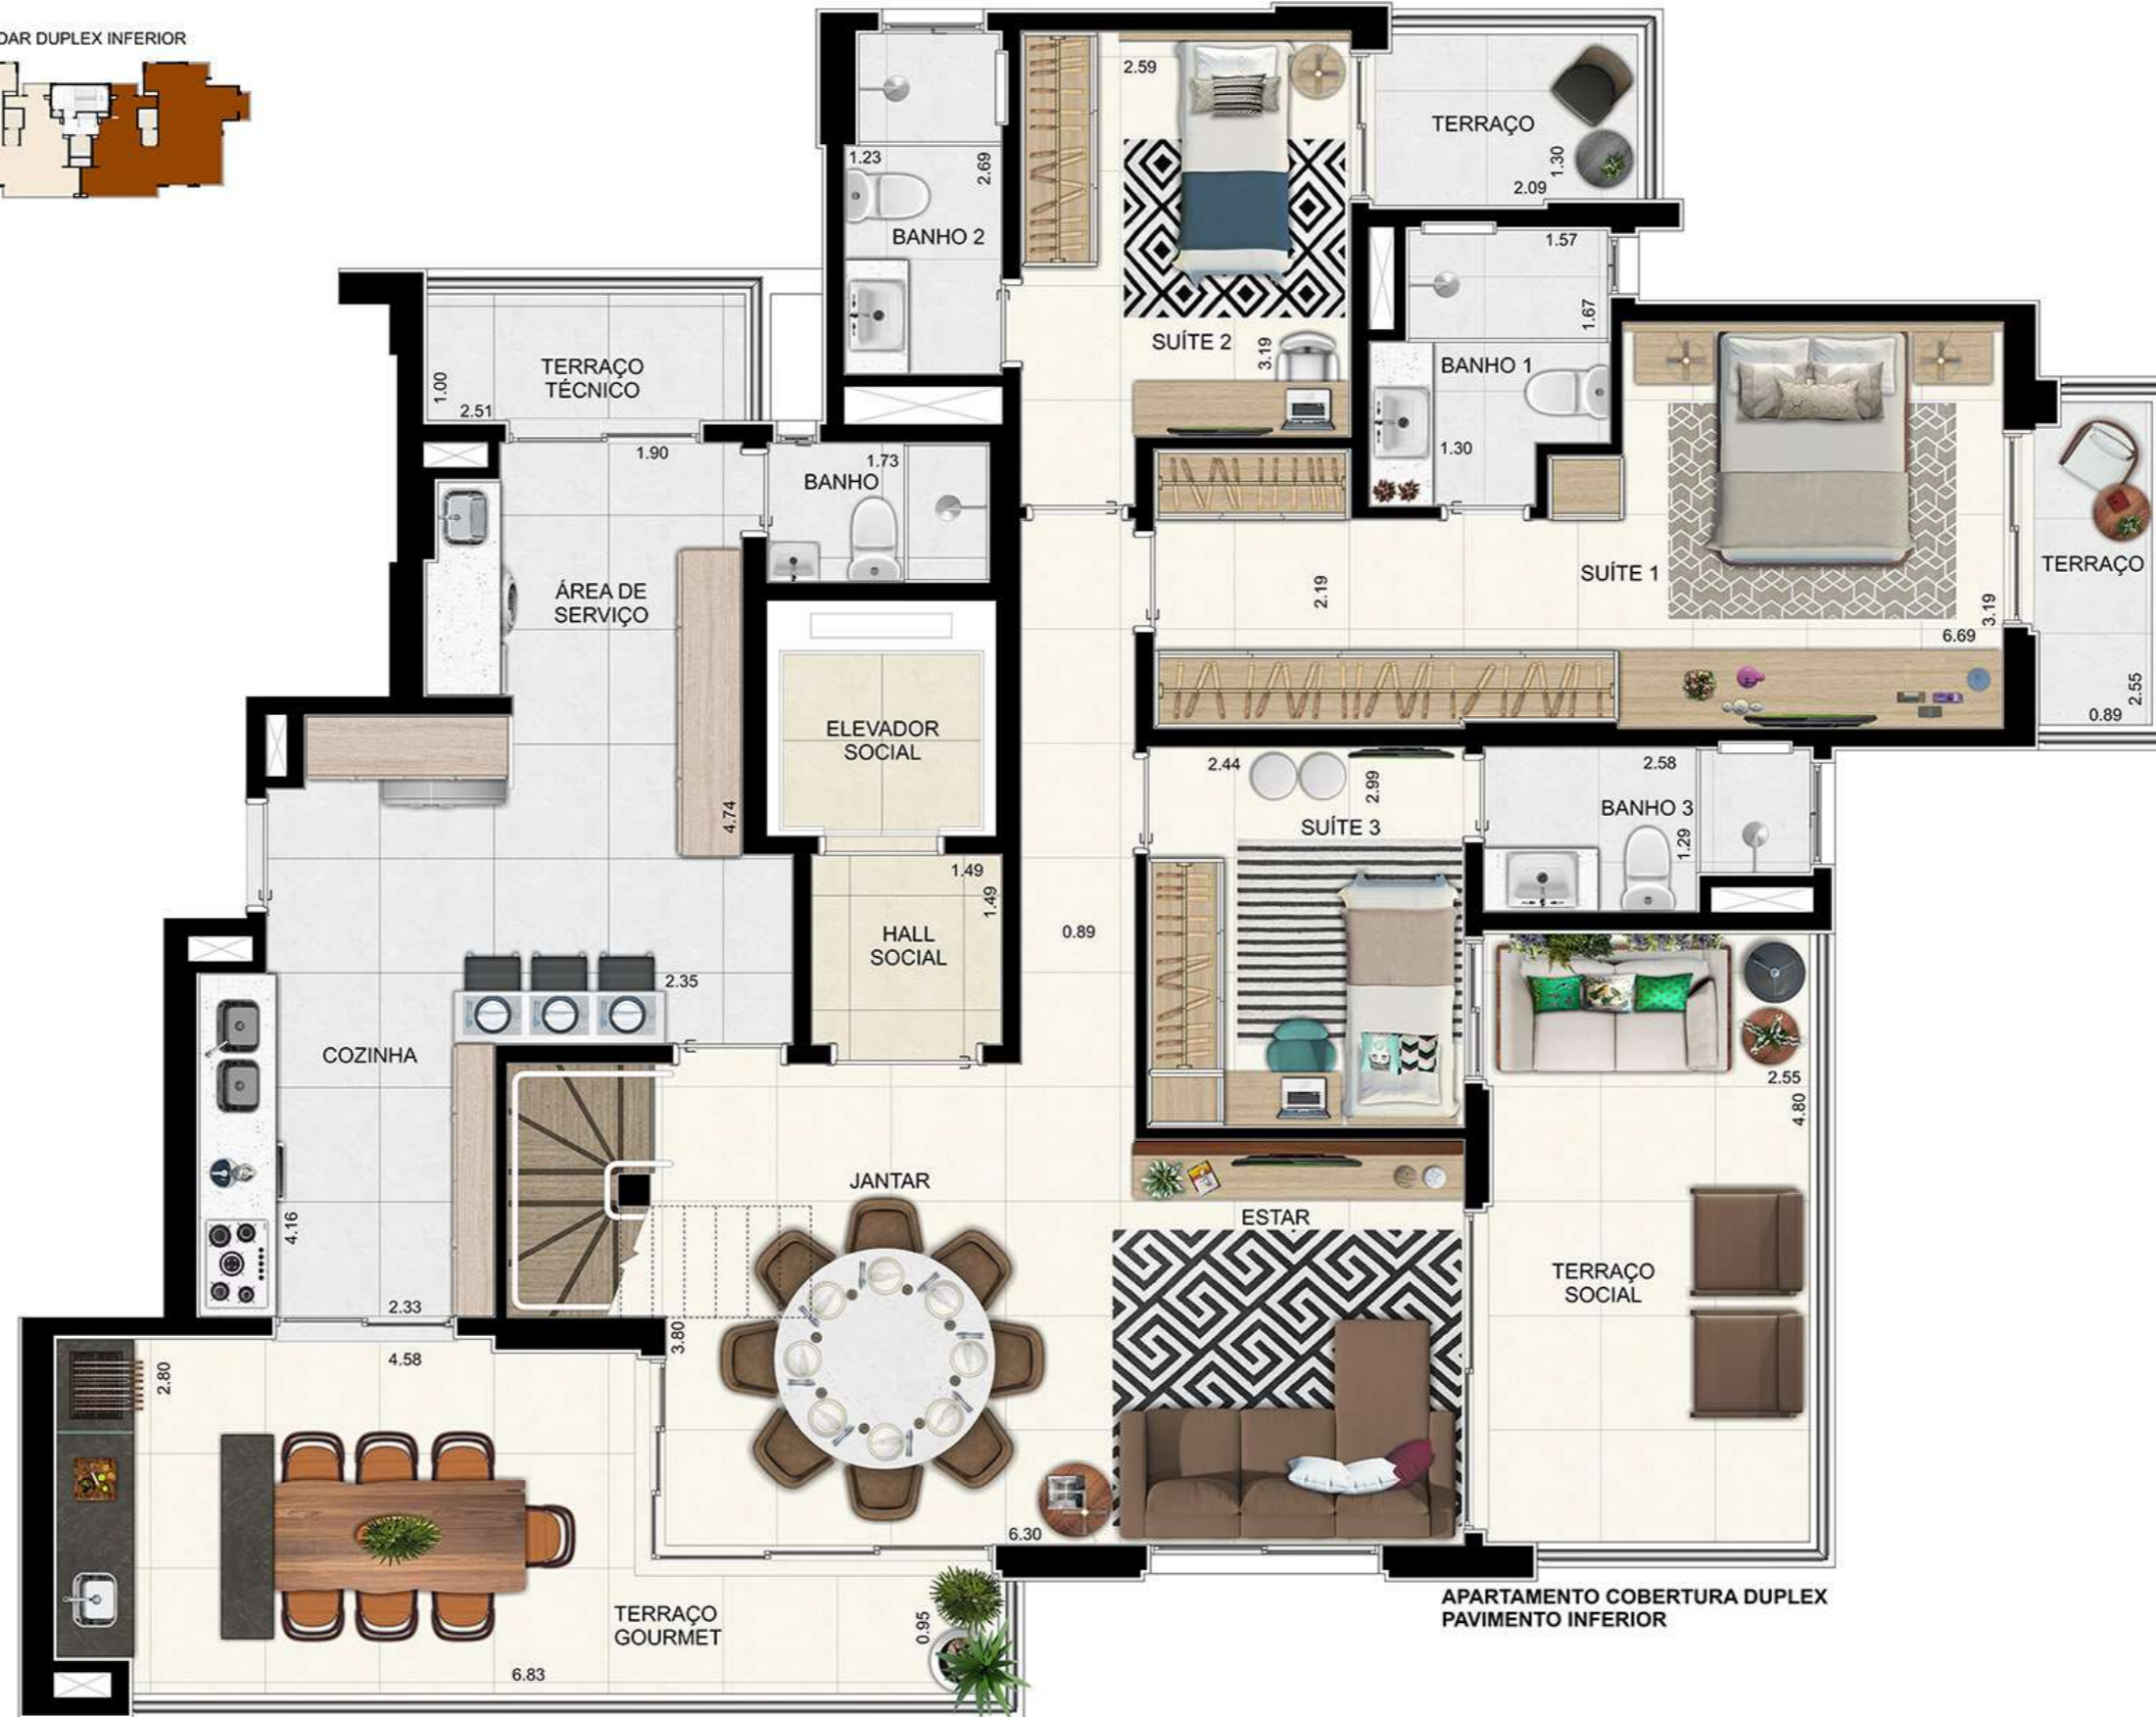 DUPLEX INFERIOR
2.59
TERRAÇO
1.30
2.09
1.23
2.69
BANHO 2
1.57
1.67
SUÍTE 2
3.19
BANHO 1
1.30
TERRAÇO
TÉCNICO
1.00
2.51
1.90
1.73
BANHO
ÁREA DE
SERVIÇO
2.19
SUÍTE 1
TERRAÇO
3.19
6.69
2.55
0.89
ELEVADOR
SOCIAL
4.74
2.44
2.99
2.58
SUÍTE 3
BANHO 3
1.29
1.49
1.49
HALL
SOCIAL
0.89
2.35
COZINHA
2.55
4.80
JANTAR
ESTAR
4.16
TERRAÇO
SOCIAL
2.33
3.80
4.58
2.80
6.30
APARTAMENTO COBERTURA DUPLEX
PAVIMENTO INFERIOR
TERRAÇO
GOURMET
0.95
6.83